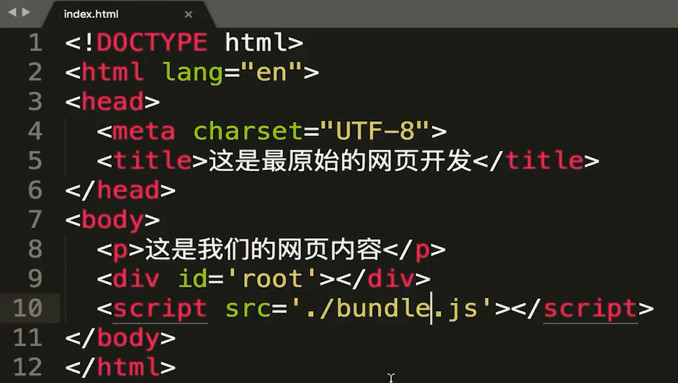 index.html
1 <!DOCTYPE html>
2 <html lang="en">
3 <head>
4   <meta charset="UTF-8">
5   <title>这是最原始的网页开发</title>
6 </head>
7 <body>
8   <p>这是我们的网页内容</p>
9   <div id='root'></div>
10   <script src='./bundle.js'></script>
11 </body>
12 </html>